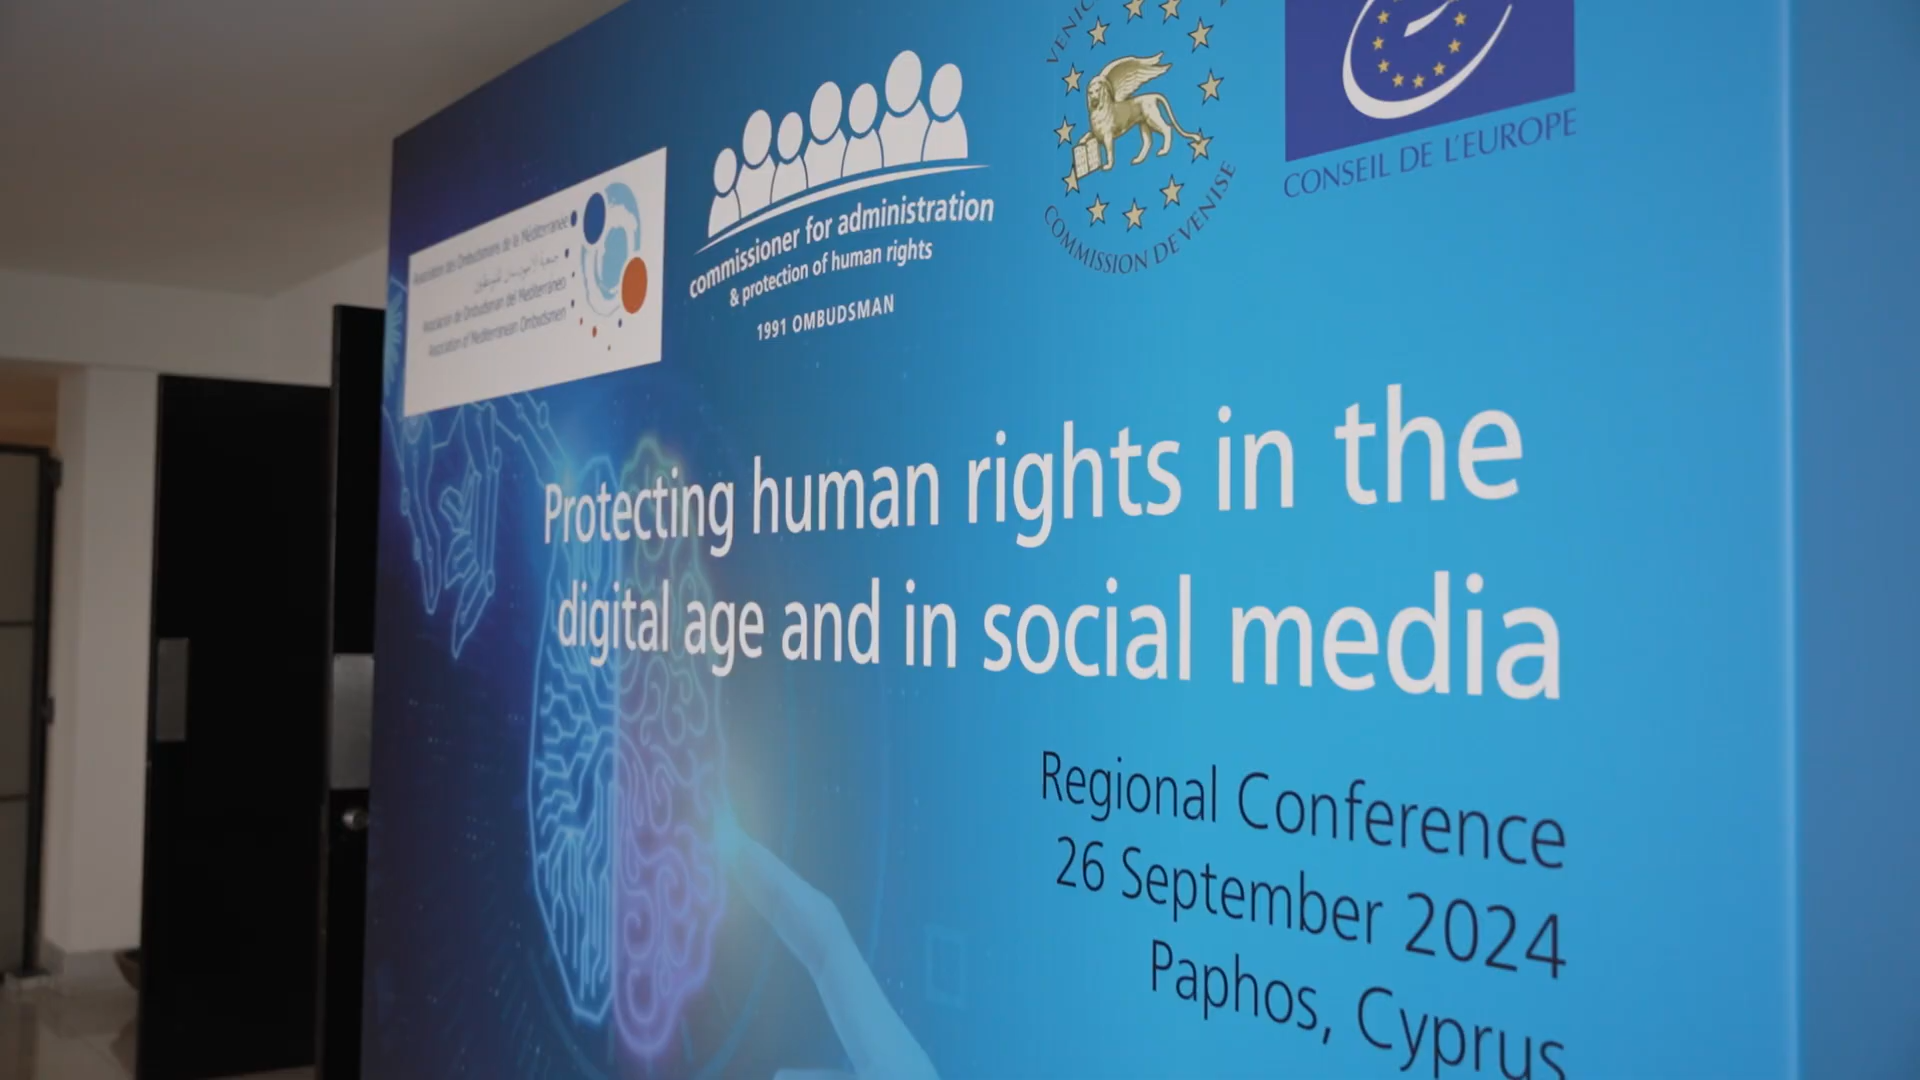 Association des Ombudsmans de la Méditerranée
Asociación de Ombudsman del Mediterráneo
Association of Mediterranean Ombudsmen
commissioner for administration
& protection of human rights
1991 OMBUDSMAN
COMMISSION DE VENISE
CONSEIL DE L'EUROPE
Protecting human rights in the
digital age and in social media
Regional Conference
26 September 2024
Paphos, Cyprus